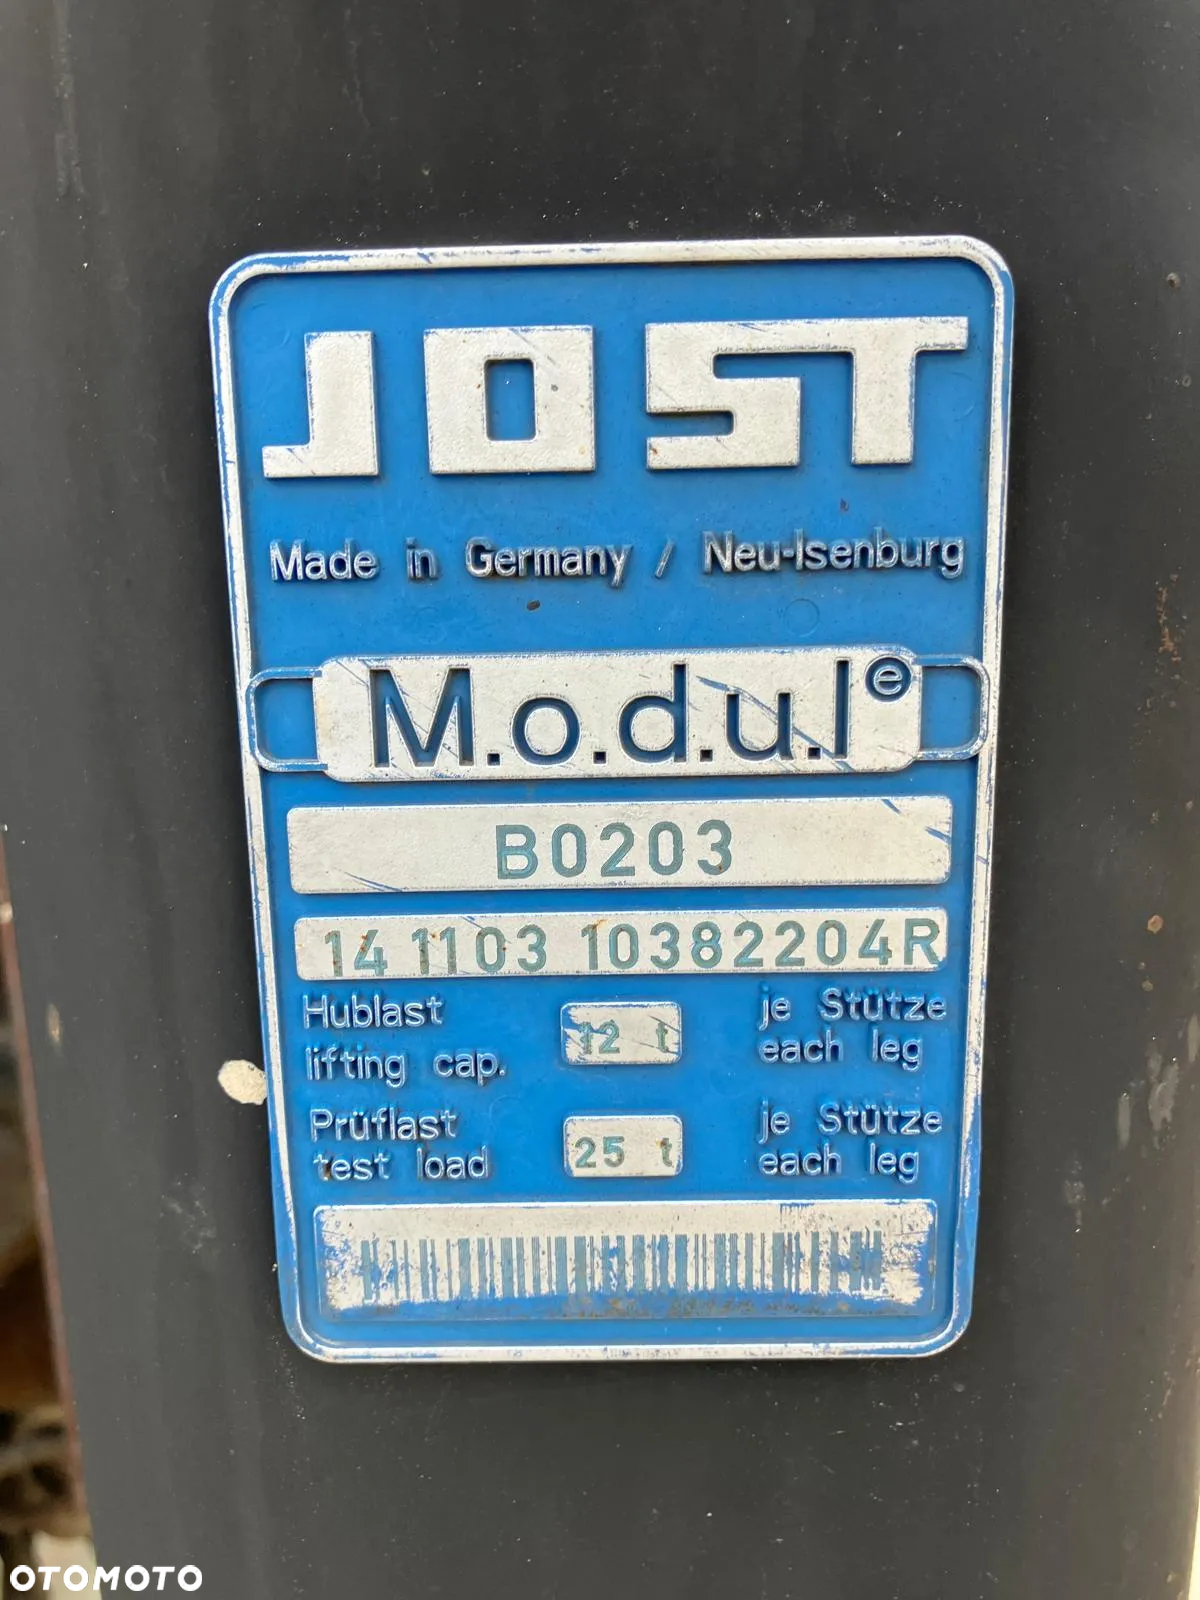 JOST
Made in Germany / Neu-Isenburg
M.o.d.u.l e
B0203
14 1103 10382204R
Hublast 12 t je Stütze
lifting cap. each leg
Prüflast 25 t je Stütze
test load each leg
OTOMOTO